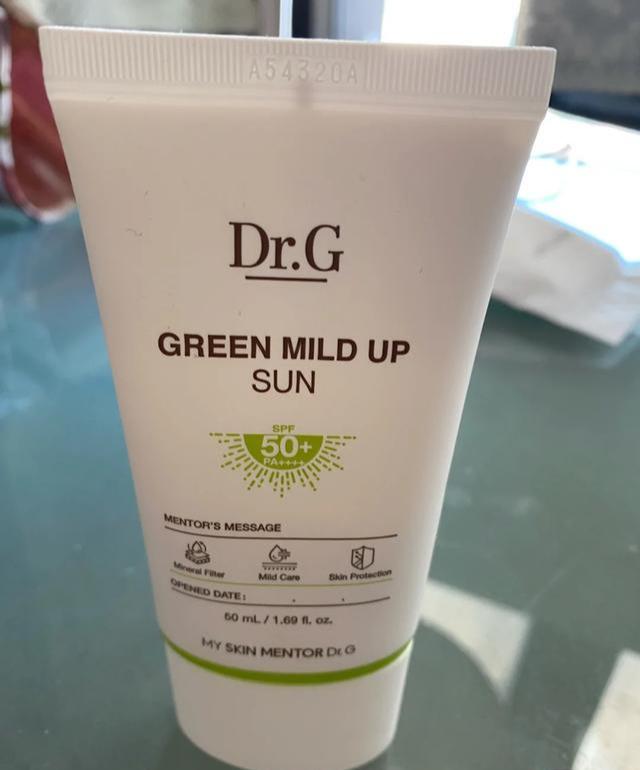 A54320A
Dr.G
GREEN MILD UP
SUN
SPF
50+
PA++++
MENTOR'S MESSAGE
Mineral Filter Mild Care Skin Protection
OPENED DATE : . .
50 mL / 1.69 fl. oz.
MY SKIN MENTOR Dr.G